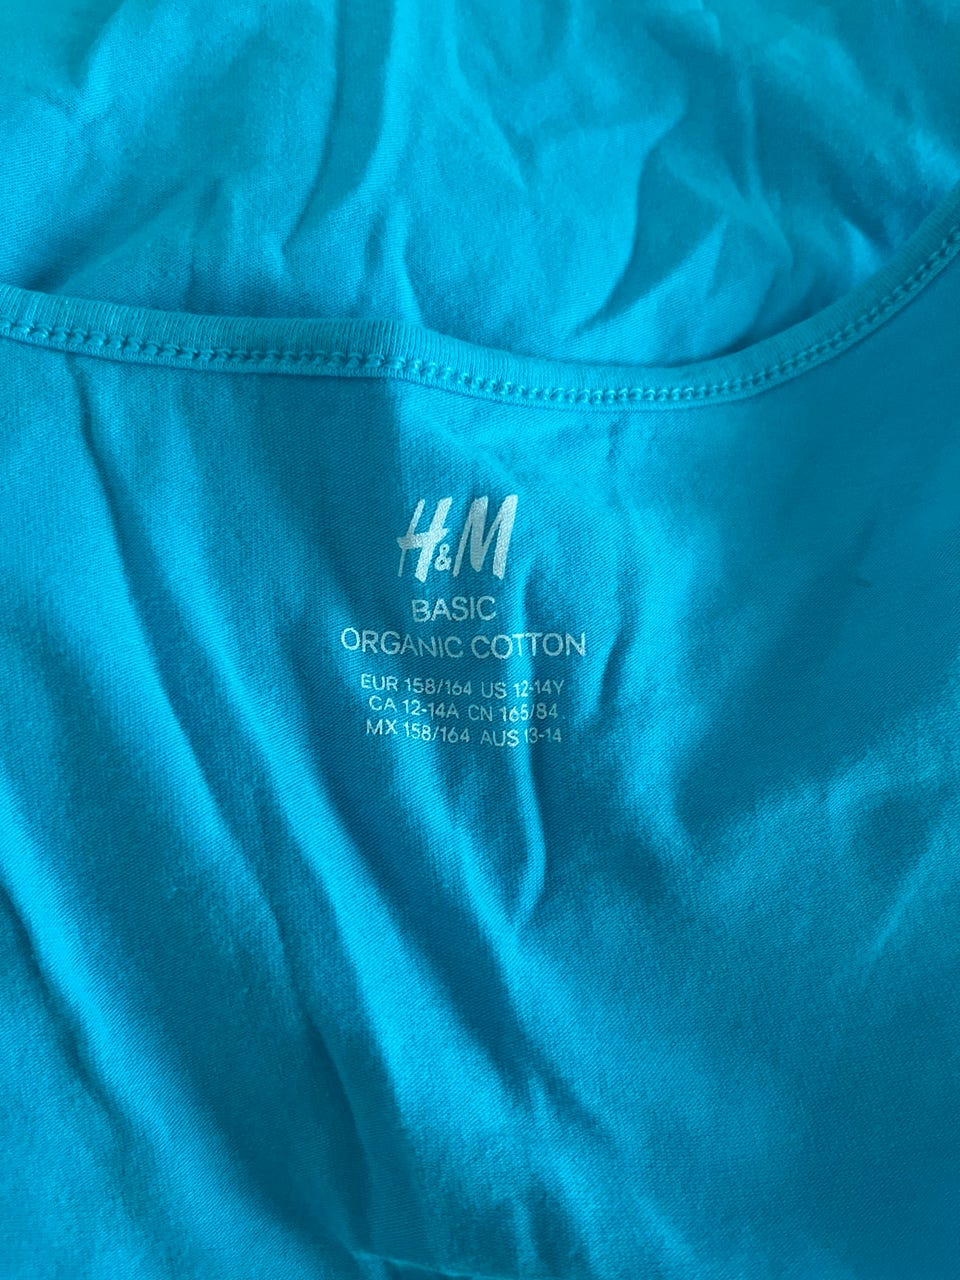 H&M
BASIC
ORGANIC COTTON
EUR 158/164 US 12-14Y
CA 12-14A CN 165/84
MX 158/164 AUS 13-14